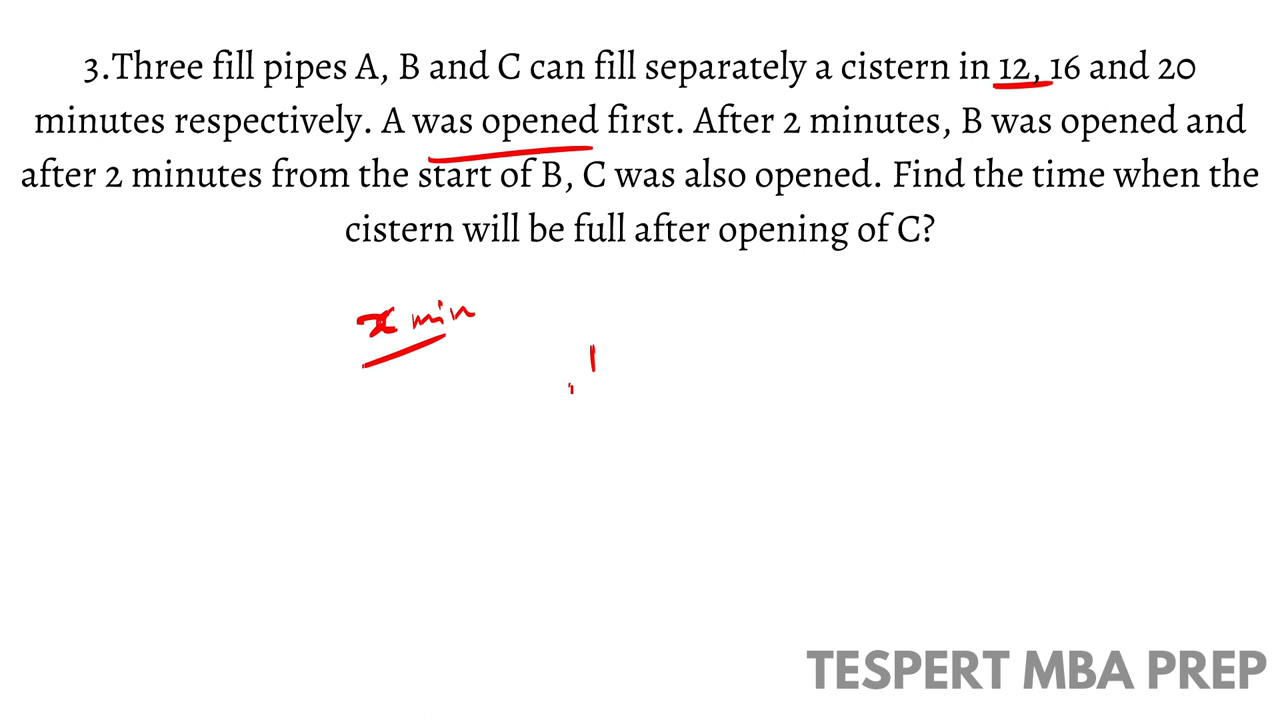 3.Three fill pipes A, B and C can fill separately a cistern in 12, 16 and 20
minutes respectively. A was opened first. After 2 minutes, B was opened and
after 2 minutes from the start of B, C was also opened. Find the time when the
cistern will be full after opening of C?
x min
TESPERT MBA PREP